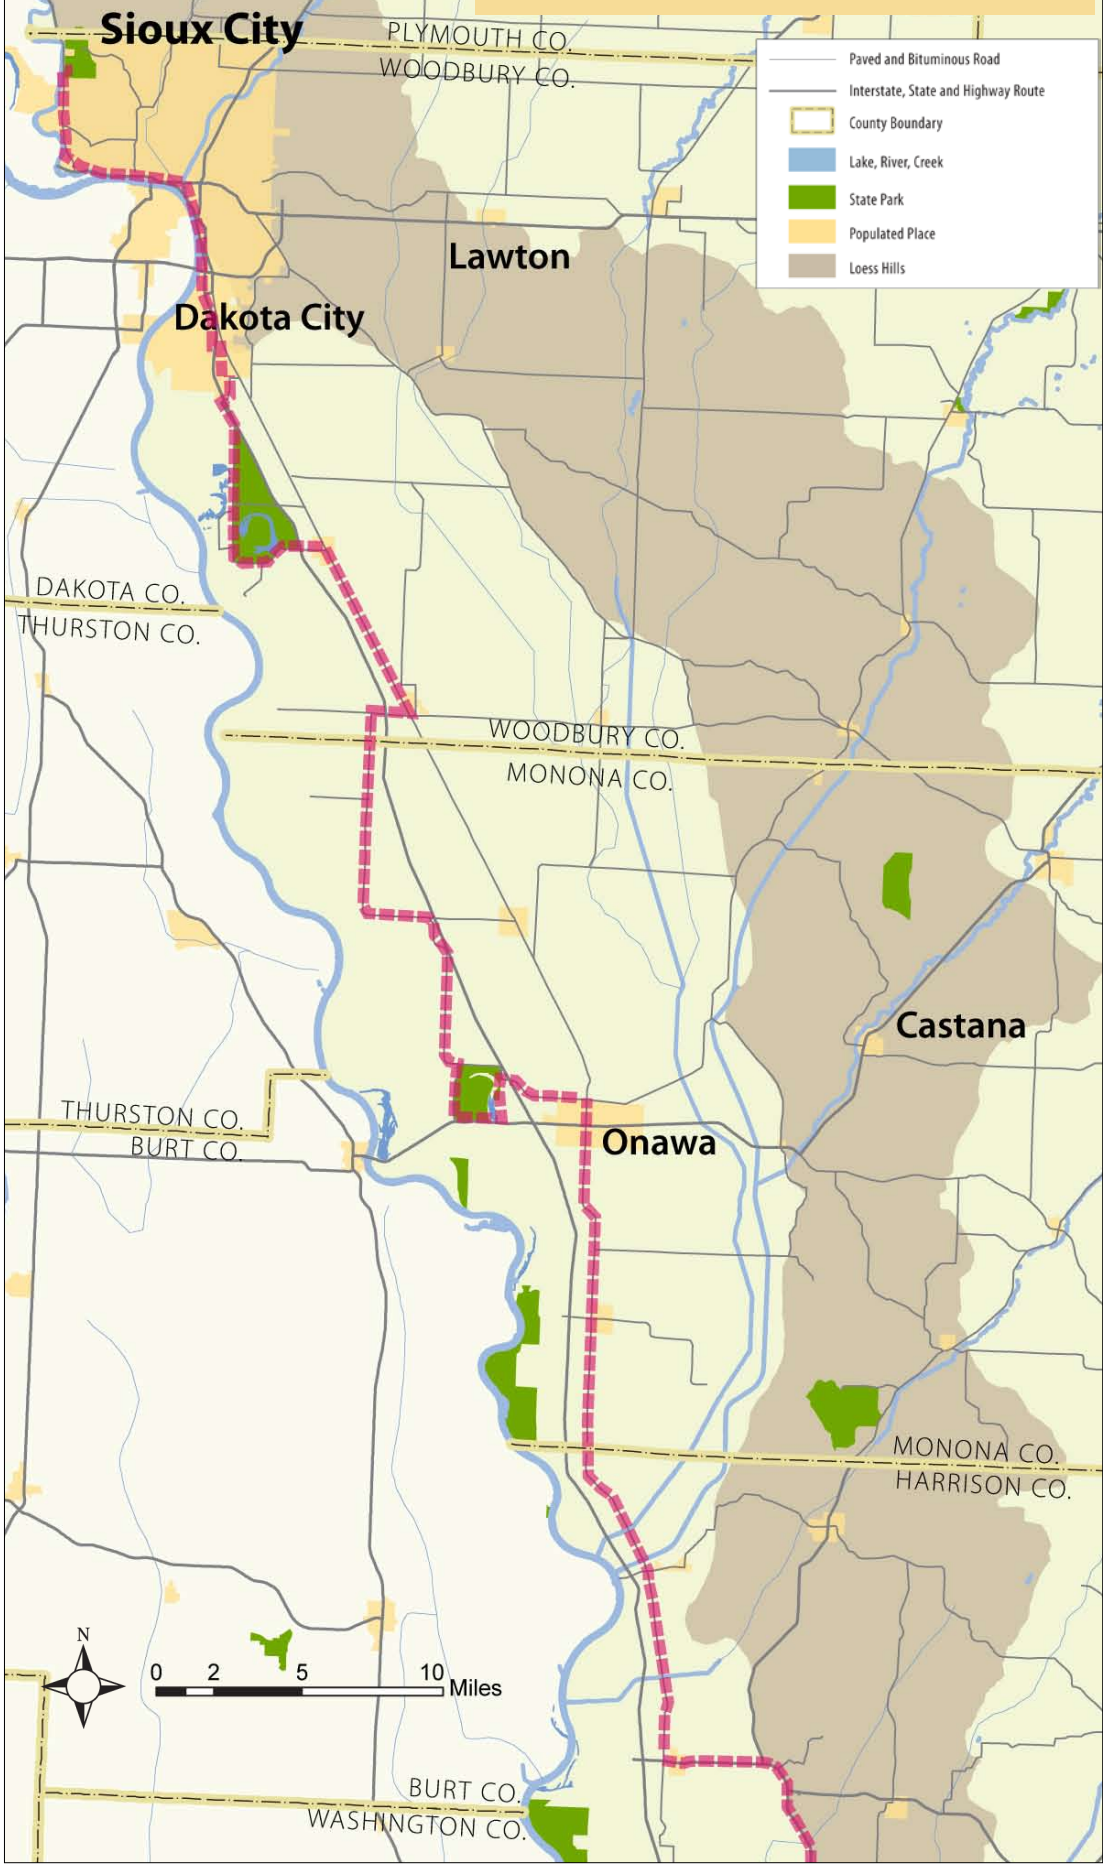 Sioux City
PLYMOUTH CO.
WOODBURY CO.
Paved and Bituminous Road
Interstate, State and Highway Route
County Boundary
Lake, River, Creek
State Park
Populated Place
Loess Hills
Lawton
Dakota City
DAKOTA CO.
THURSTON CO.
WOODBURY CO.
MONONA CO.
Castana
THURSTON CO.
BURT CO.
Onawa
MONONA CO.
HARRISON CO.
N
0 2 5 10 Miles
BURT CO.
WASHINGTON CO.